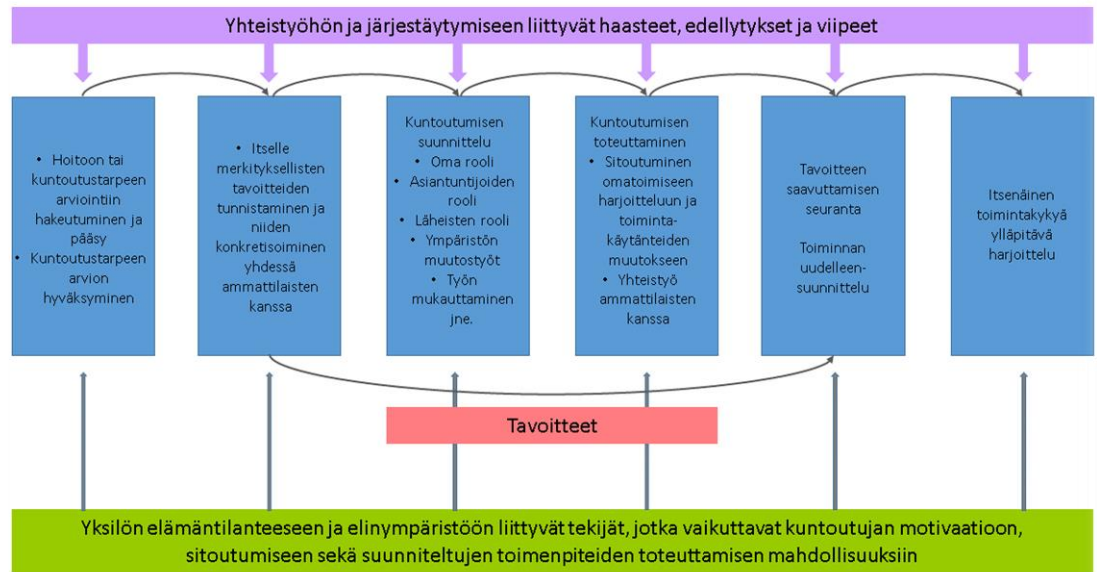 Yhteistyöhön ja järjestäytymiseen liittyvät haasteet, edellytykset ja viipeet
• Hoitoon tai
kuntoutustarpeen
arviointiin
hakeutuminen ja
pääsy
• Kuntoutustarpeen
arvion
hyväksyminen
• Itselle
merkityksellisten
tavoitteiden
tunnistaminen ja
niiden
konkretisoiminen
yhdessä
ammattilaisten
kanssa
Kuntoutumisen
suunnittelu
• Oma rooli
• Asiantuntijoiden
rooli
• Läheisten rooli
• Ympäristön
muutostyöt
• Työn
mukauttaminen
jne.
Kuntoutumisen
toteuttaminen
• Sitoutuminen
omatoimiseen
harjoitteluun ja
toiminta-
käytänteiden
muutokseen
• Yhteistyö
ammattilaisten
kanssa
Tavoitteen
saavuttamisen
seuranta
Toiminnan
uudelleen-
suunnittelu
Itsenäinen
toimintakykyä
ylläpitävä
harjoittelu
Tavoitteet
Yksilön elämäntilanteeseen ja elinympäristöön liittyvät tekijät, jotka vaikuttavat kuntoutujan motivaatioon,
sitoutumiseen sekä suunniteltujen toimenpiteiden toteuttamisen mahdollisuuksiin